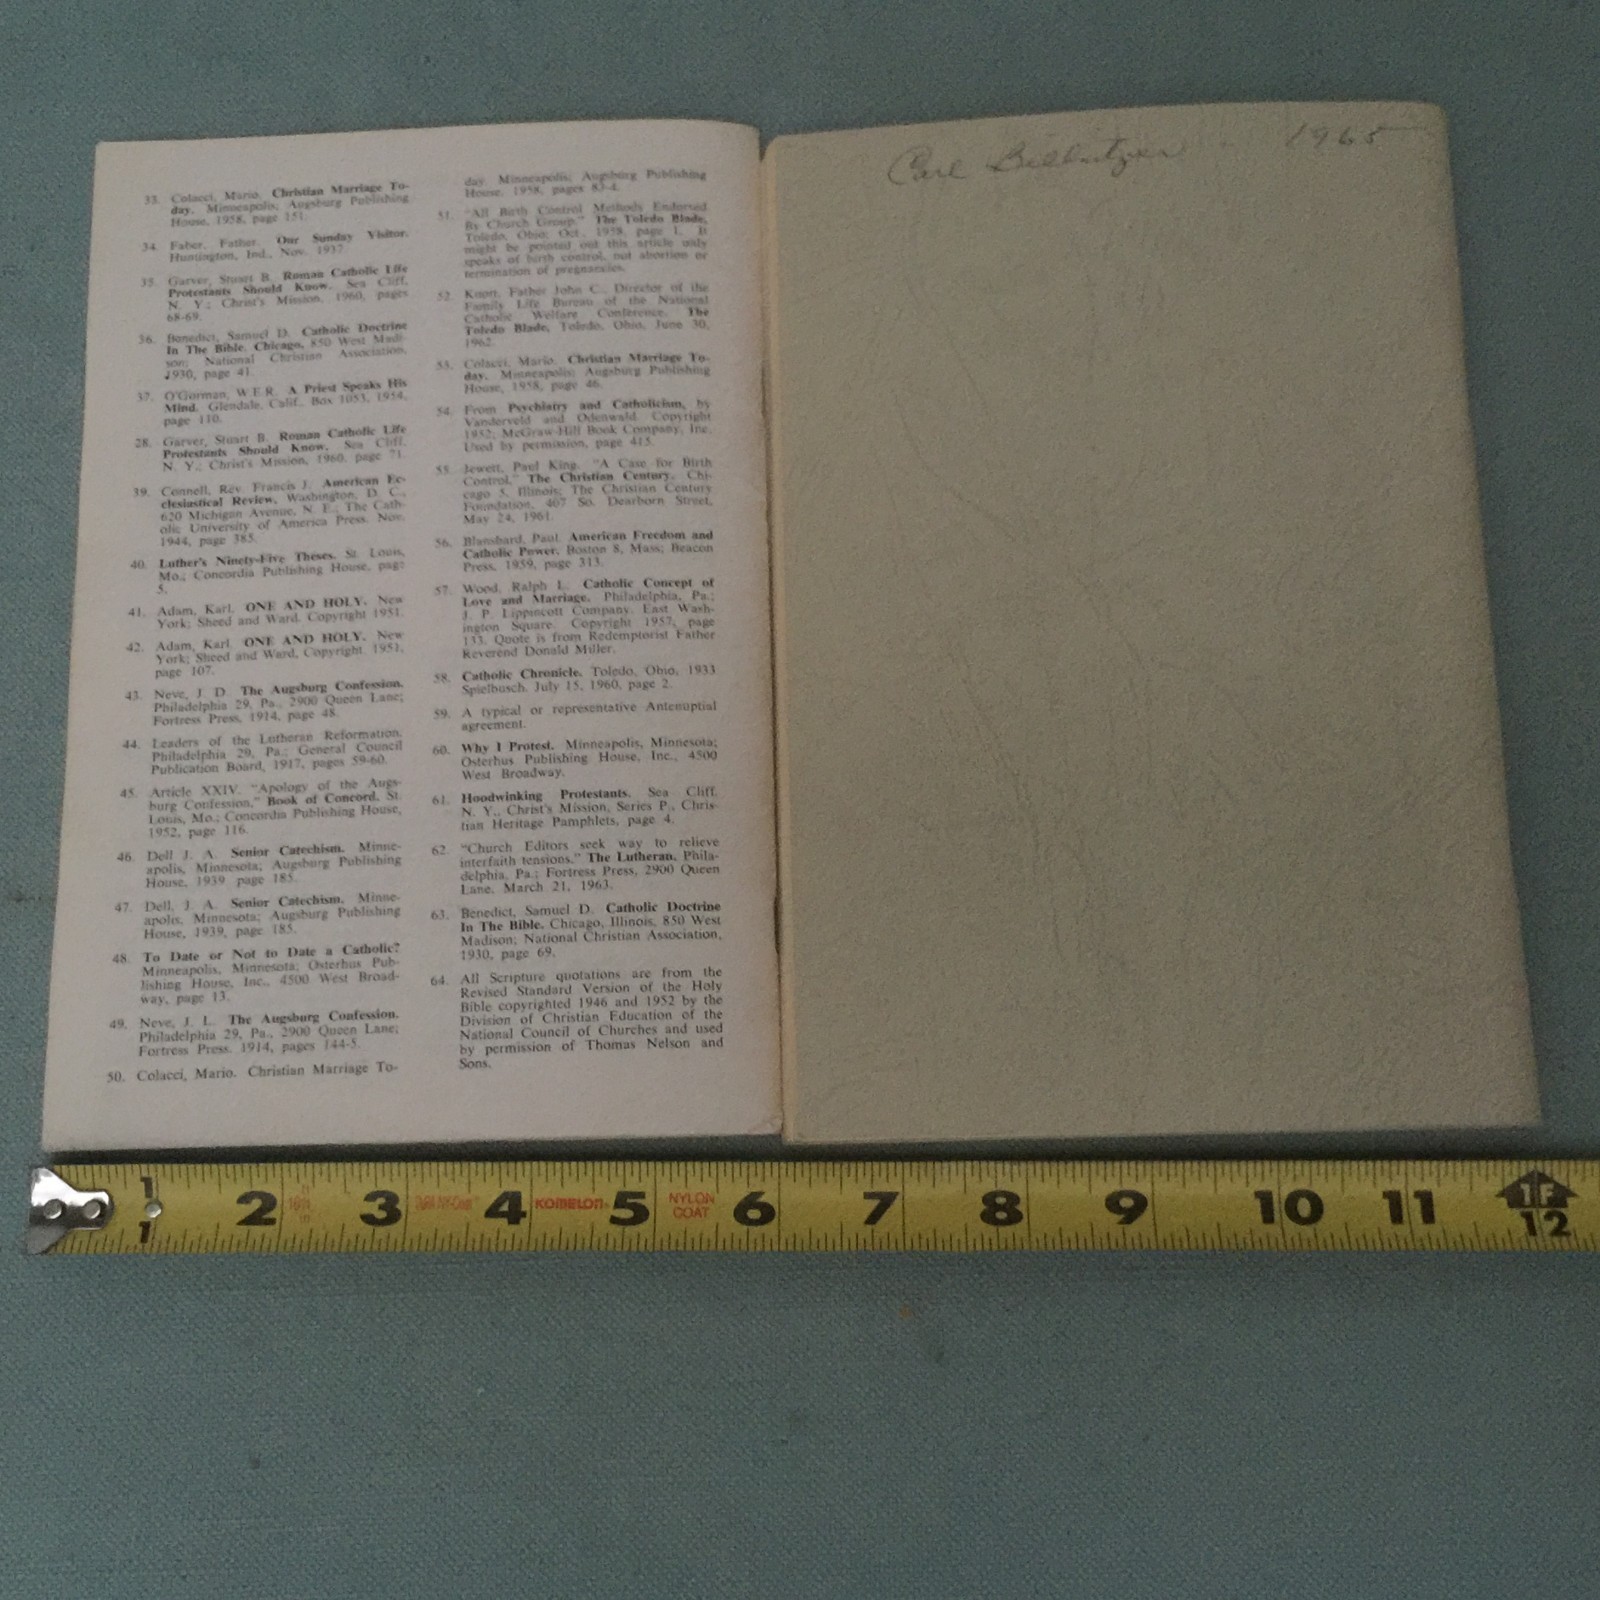 33. Colacci, Mario. Christian Marriage To-
day. Minneapolis; Augsburg Publishing
House, 1958, page 151.
34. Faber, Father. Our Sunday Visitor.
Huntington, Ind., Nov. 1937.
35. Garver, Stuart B. Roman Catholic Life
Protestants Should Know. Sea Cliff,
N. Y.; Christ's Mission, 1960, pages
68-69.
36. Benedict, Samuel D. Catholic Doctrine
In The Bible. Chicago, 850 West Madi-
son; National Christian Association,
1930, page 41.
37. O'Gorman, W.E.R. A Priest Speaks His
Mind. Glendale, Calif., Box 1053, 1954,
page 110.
28. Garver, Stuart B. Roman Catholic Life
Protestants Should Know. Sea Cliff,
N. Y.; Christ's Mission, 1960, page 71.
39. Connell, Rev. Francis J. American Ec-
clesiastical Review. Washington, D. C.,
620 Michigan Avenue, N. E.; The Cath-
olic University of America Press. Nov.
1944, page 385.
40. Luther's Ninety-Five Theses. St. Louis,
Mo.; Concordia Publishing House, page
5.
41. Adam, Karl. ONE AND HOLY. New
York; Sheed and Ward. Copyright 1951.
42. Adam, Karl. ONE AND HOLY. New
York; Sheed and Ward, Copyright 1951,
page 107.
43. Neve, J. D. The Augsburg Confession.
Philadelphia 29, Pa., 2900 Queen Lane;
Fortress Press, 1914, page 48.
44. Leaders of the Lutheran Reformation.
Philadelphia 29, Pa.; General Council
Publication Board, 1917, pages 59-60.
45. Article XXIV. "Apology of the Augs-
burg Confession," Book of Concord. St.
Louis, Mo.; Concordia Publishing House,
1952, page 116.
46. Dell J. A. Senior Catechism. Minne-
apolis, Minnesota; Augsburg Publishing
House, 1939 page 185.
47. Dell, J. A. Senior Catechism. Minne-
apolis, Minnesota; Augsburg Publishing
House, 1939, page 185.
48. To Date or Not to Date a Catholic?
Minneapolis, Minnesota; Osterhus Pub-
lishing House, Inc., 4500 West Broad-
way, page 13.
49. Neve, J. L. The Augsburg Confession.
Philadelphia 29, Pa., 2900 Queen Lane;
Fortress Press. 1914, pages 144-5.
50. Colacci, Mario. Christian Marriage To-
day. Minneapolis; Augsburg Publishing
House. 1958, pages 83-4.
51. "All Birth Control Methods Endorsed
By Church Group." The Toledo Blade,
Toledo, Ohio; Oct., 1958, page 1. It
might be pointed out this article only
speaks of birth control, not abortion or
termination of pregnancies.
52. Knott, Father John C., Director of the
Family Life Bureau of the National
Catholic Welfare Conference. The
Toledo Blade, Toledo, Ohio, June 30,
1962.
53. Colacci, Mario. Christian Marriage To-
day. Minneapolis; Augsburg Publishing
House, 1958, page 46.
54. From Psychiatry and Catholicism, by
Vanderveld and Odenwald. Copyright
1952; McGraw-Hill Book Company, Inc.
Used by permission, page 415.
55. Jewett, Paul King. "A Case for Birth
Control," The Christian Century. Chi-
cago 5, Illinois; The Christian Century
Foundation, 407 So. Dearborn Street,
May 24, 1961.
56. Blanshard, Paul. American Freedom and
Catholic Power. Boston 8, Mass; Beacon
Press, 1959, page 313.
57. Wood, Ralph L. Catholic Concept of
Love and Marriage. Philadelphia, Pa.;
J. P. Lippincott Company. East Wash-
ington Square. Copyright 1957, page
133. Quote is from Redemptorist Father
Reverend Donald Miller.
58. Catholic Chronicle. Toledo, Ohio, 1933
Spielbusch. July 15, 1960, page 2.
59. A typical or representative Antenuptial
agreement.
60. Why I Protest. Minneapolis, Minnesota;
Osterhus Publishing House, Inc., 4500
West Broadway.
61. Hoodwinking Protestants. Sea Cliff,
N. Y., Christ's Mission, Series P., Chris-
tian Heritage Pamphlets, page 4.
62. "Church Editors seek way to relieve
interfaith tensions." The Lutheran, Phila-
delphia, Pa.; Fortress Press, 2900 Queen
Lane, March 21, 1963.
63. Benedict, Samuel D. Catholic Doctrine
In The Bible. Chicago, Illinois, 850 West
Madison; National Christian Association,
1930, page 69.
64. All Scripture quotations are from the
Revised Standard Version of the Holy
Bible copyrighted 1946 and 1952 by the
Division of Christian Education of the
National Council of Churches and used
by permission of Thomas Nelson and
Sons.
Carl 1965
1 2 3 4 KOMELON 5 NYLON COAT 6 7 8 9 10 11 1F 12
1